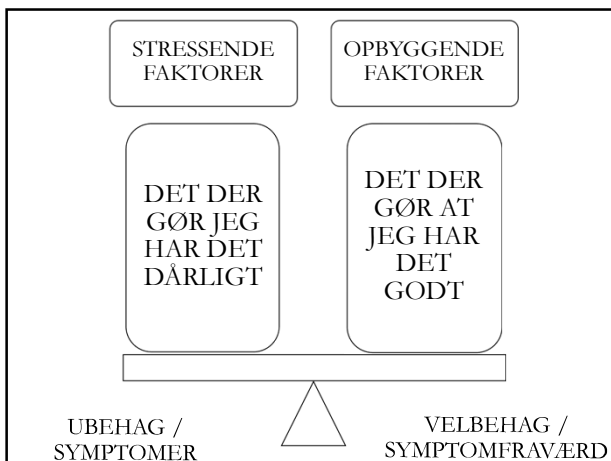 STRESSENDE
FAKTORER
OPBYGGENDE
FAKTORER
DET DER
GØR JEG
HAR DET
DÅRLIGT
DET DER
GØR AT
JEG HAR
DET
GODT
UBEHAG /
SYMPTOMER
VELBEHAG /
SYMPTOMFRAVÆRD